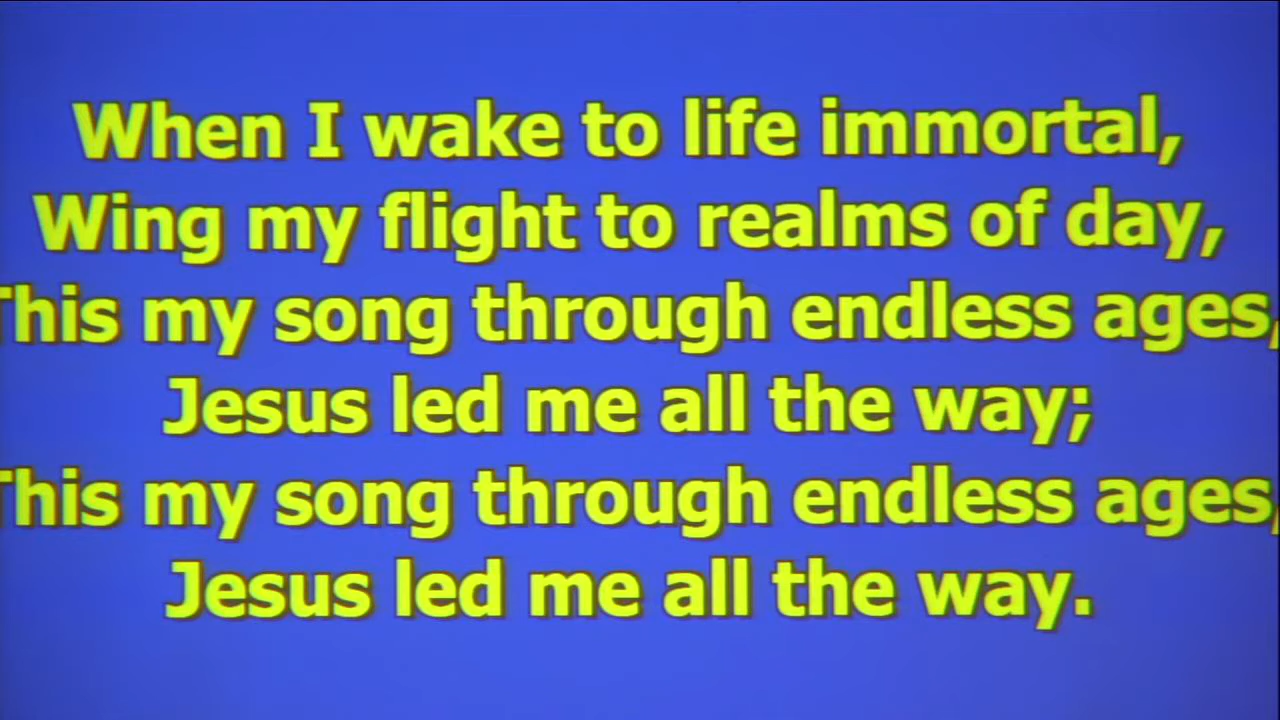 When I wake to life immortal,
Wing my flight to realms of day,
This my song through endless ages,
Jesus led me all the way;
This my song through endless ages,
Jesus led me all the way.